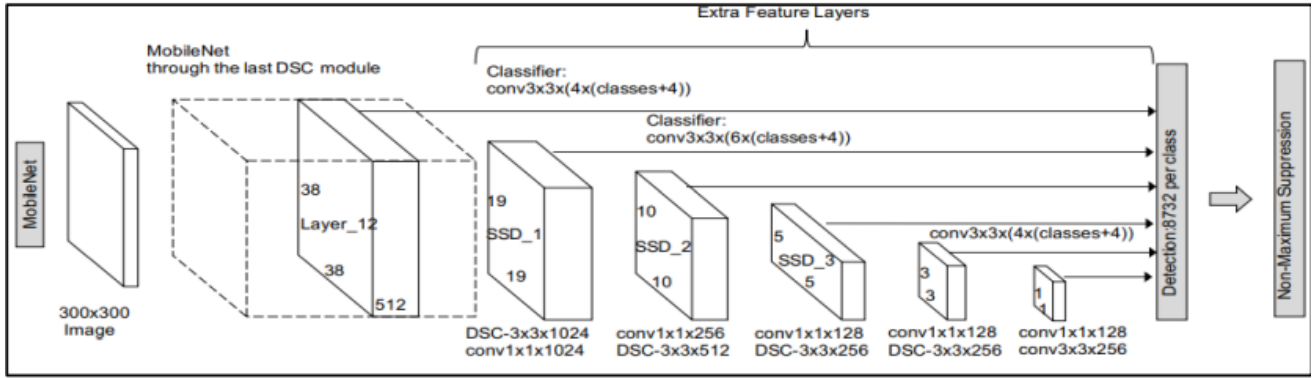 Extra Feature Layers
MobileNet
through the last DSC module
Classifier:
conv3x3x(4x(classes+4))
Classifier:
conv3x3x(6x(classes+4))
MobileNet
38
Layer_12
38
512
19
SSD_1
19
10
SSD_2
10
5
SSD_3
5
conv3x3x(4x(classes+4))
3
3
1
1
Detection:8732 per class
Non-Maximum Suppression
300x300
Image
DSC-3x3x1024
conv1x1x1024
conv1x1x256
DSC-3x3x512
conv1x1x128
DSC-3x3x256
conv1x1x128
DSC-3x3x256
conv1x1x128
conv3x3x256